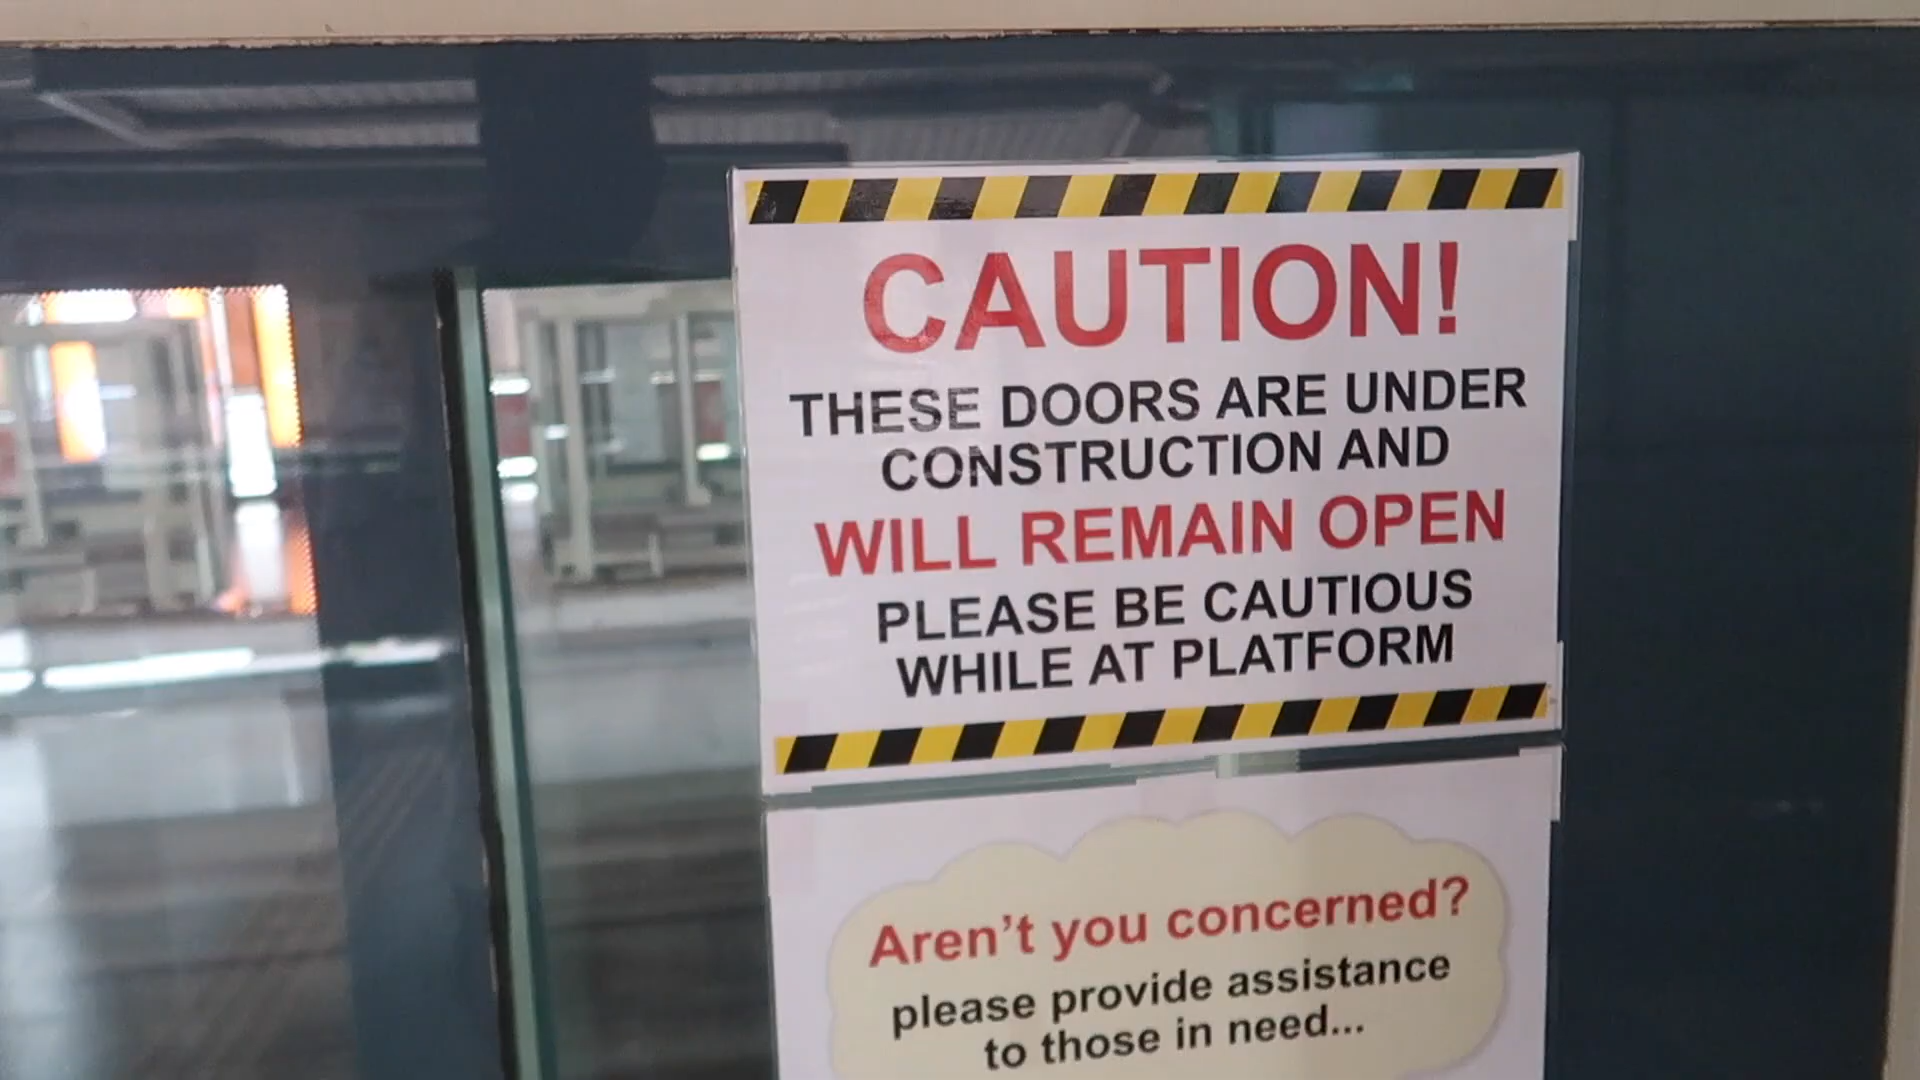 CAUTION!
THESE DOORS ARE UNDER
CONSTRUCTION AND
WILL REMAIN OPEN
PLEASE BE CAUTIOUS
WHILE AT PLATFORM
Aren't you concerned?
please provide assistance
to those in need...